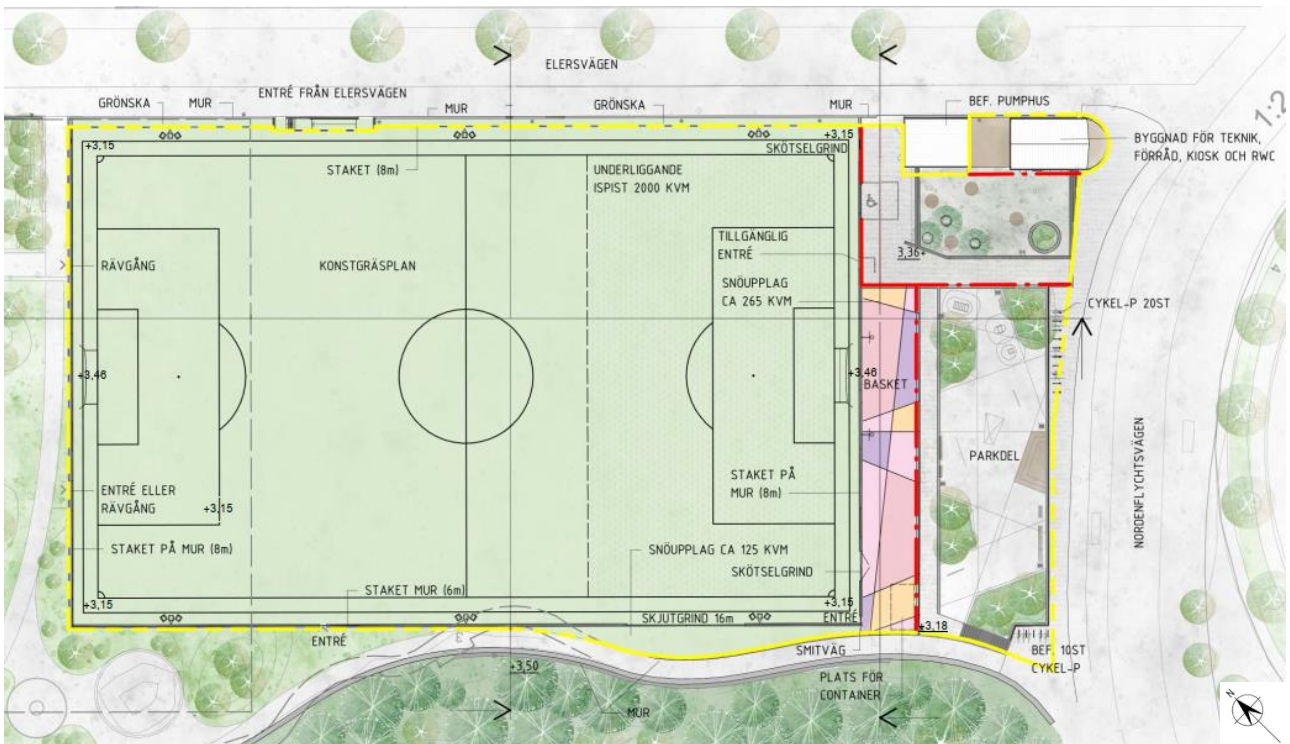 ELERSVÄGEN
ENTRÉ FRÅN ELERSVÄGEN
GRÖNSKA
MUR
MUR
GRÖNSKA
MUR
BEF. PUMPHUS
1:2
+3,15
+3,15
SKÖTSELGRIND
BYGGNAD FÖR TEKNIK,
FÖRRÅD, KIOSK OCH RWC
STAKET (8m)
UNDERLIGGANDE
ISPIST 2000 KVM
RÄVGÅNG
KONSTGRÄSPLAN
TILLGÄNGLIG
ENTRÉ
3,36+
SNÖUPPLAG
CA 265 KVM
CYKEL-P 20ST
+3,46
+3,46
BASKET
PARKDEL
NORDENFLYCHTSVÄGEN
STAKET PÅ
MUR (8m)
ENTRÉ ELLER
RÄVGÅNG
+3,15
STAKET PÅ MUR (8m)
SNÖUPPLAG CA 125 KVM
SKÖTSELGRIND
STAKET MUR (6m)
+3,15
+3,15
SKJUTGRIND 16m
ENTRÉ
ENTRÉ
3
+3,18
SMITVÄG
BEF. 10ST
CYKEL-P
+3,50
PLATS FÖR
CONTAINER
MUR
4
N